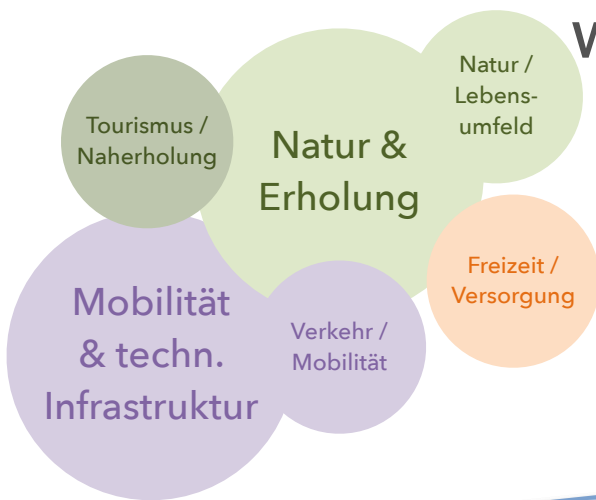 W
Natur /
Lebens-
umfeld
Tourismus /
Naherholung
Natur &
Erholung
Freizeit /
Versorgung
Mobilität
& techn.
Infrastruktur
Verkehr /
Mobilität